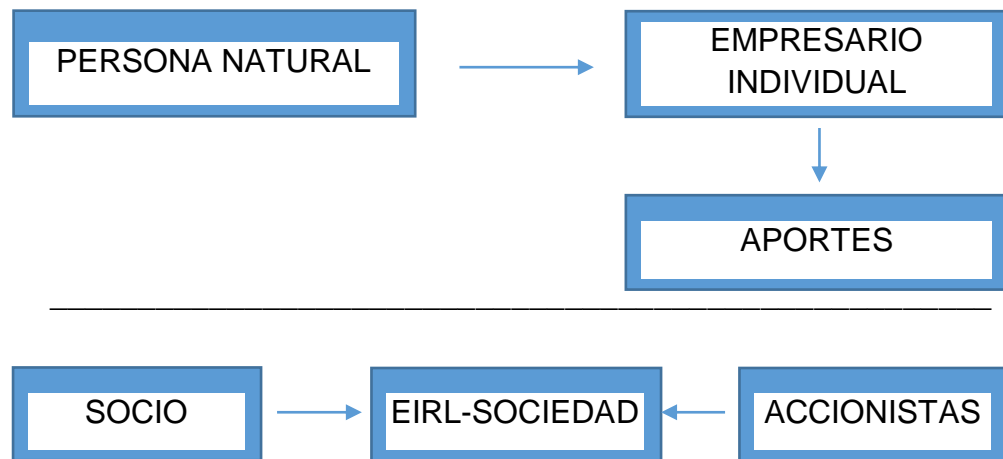 PERSONA NATURAL
EMPRESARIO
INDIVIDUAL
APORTES
SOCIO
EIRL-SOCIEDAD
ACCIONISTAS